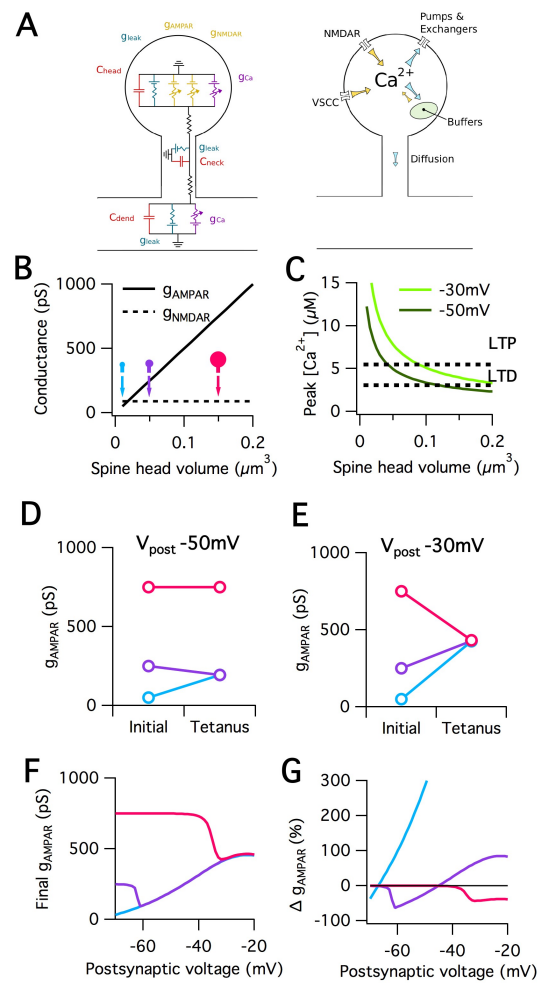 A
gAMPAR
gleak
gNMDAR
Chead
gCa
gleak
Cneck
Cdend
gCa
gleak
Pumps &
Exchangers
NMDAR
Ca2+
VSCC
Buffers
Diffusion
B
1000
gAMPAR
gNMDAR
Conductance (pS)
500
0
0
0.1
0.2
Spine head volume (µm3)
C
15
-30mV
-50mV
Peak [Ca2+] (µM)
10
LTP
5
LTD
0
0
0.1
0.2
Spine head volume (µm3)
D
Vpost -50mV
1000
gAMPAR (pS)
500
0
Initial
Tetanus
E
Vpost -30mV
1000
gAMPAR (pS)
500
0
Initial
Tetanus
F
1000
Final gAMPAR (pS)
500
0
-60
-40
-20
Postsynaptic voltage (mV)
G
300
Δ gAMPAR (%)
200
100
0
-100
-60
-40
-20
Postsynaptic voltage (mV)